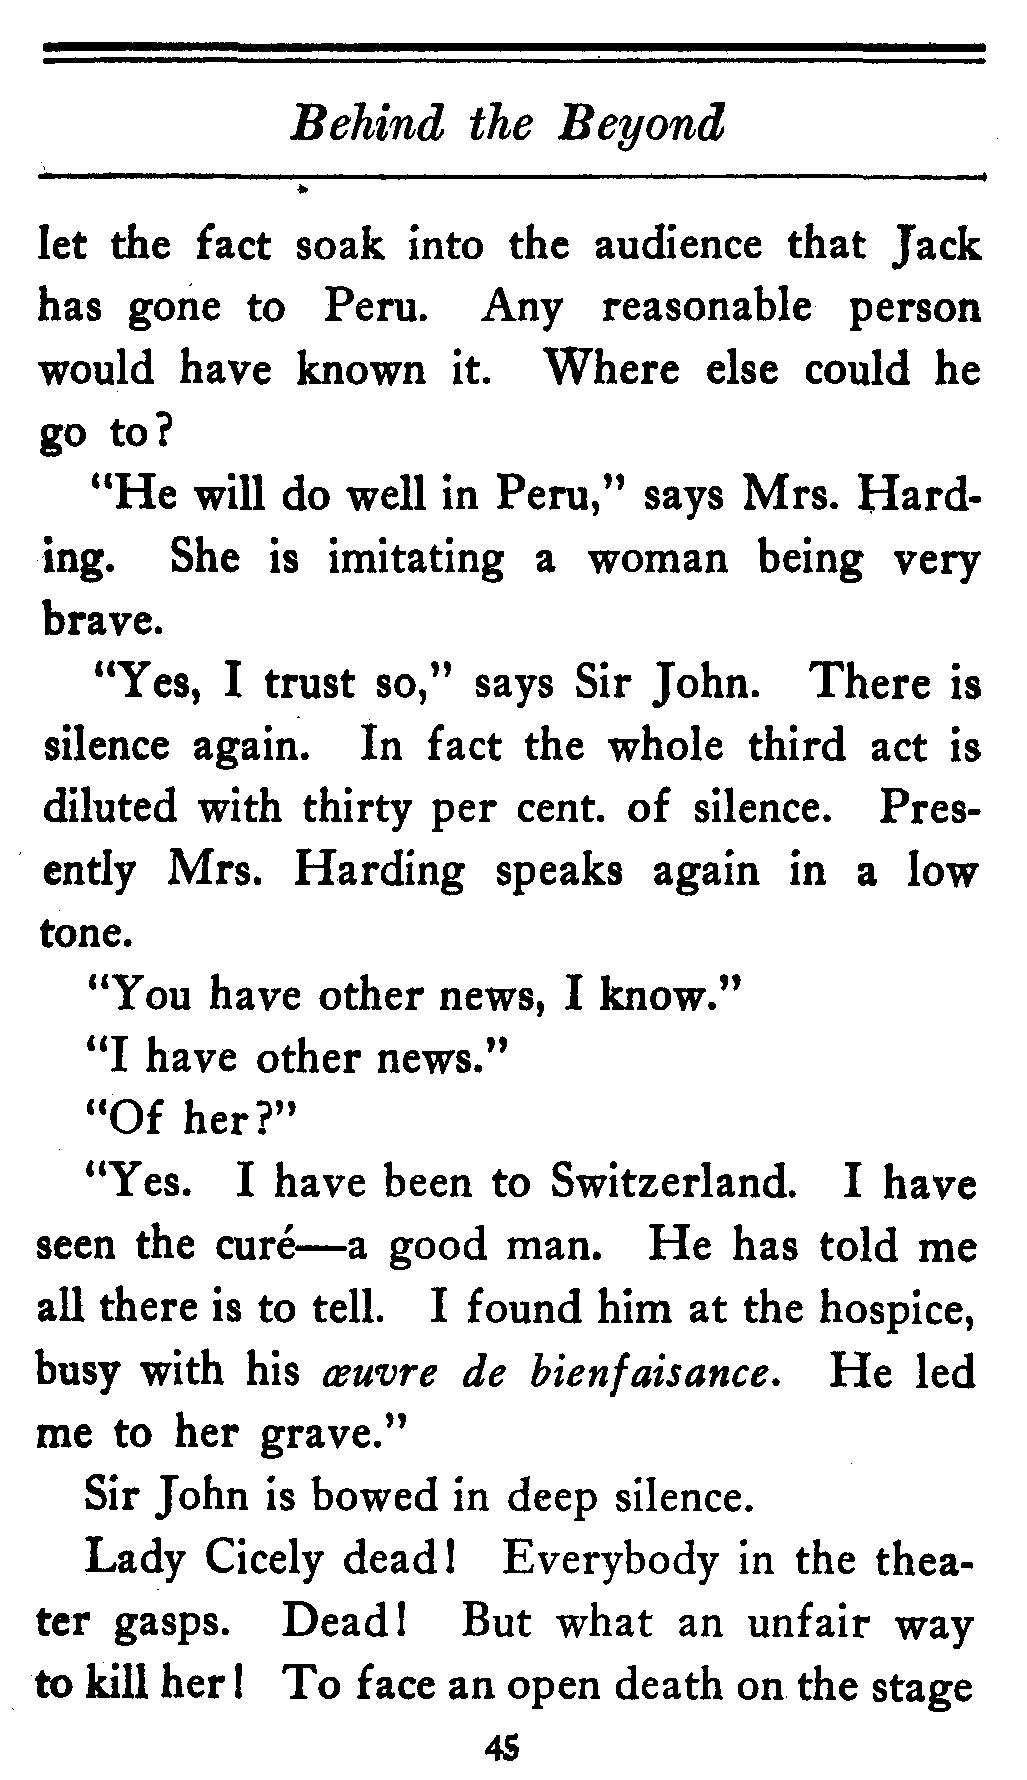 Behind the Beyond
let the fact soak into the audience that Jack
has gone to Peru. Any reasonable person
would have known it. Where else could he
go to?
“He will do well in Peru,” says Mrs. Hard-
ing. She is imitating a woman being very
brave.
“Yes, I trust so,” says Sir John. There is
silence again. In fact the whole third act is
diluted with thirty per cent. of silence. Pres-
ently Mrs. Harding speaks again in a low
tone.
“You have other news, I know.”
“I have other news.”
“Of her?”
“Yes. I have been to Switzerland. I have
seen the curé—a good man. He has told me
all there is to tell. I found him at the hospice,
busy with his œuvre de bienfaisance. He led
me to her grave.”
Sir John is bowed in deep silence.
Lady Cicely dead! Everybody in the thea-
ter gasps. Dead! But what an unfair way
to kill her! To face an open death on the stage
45